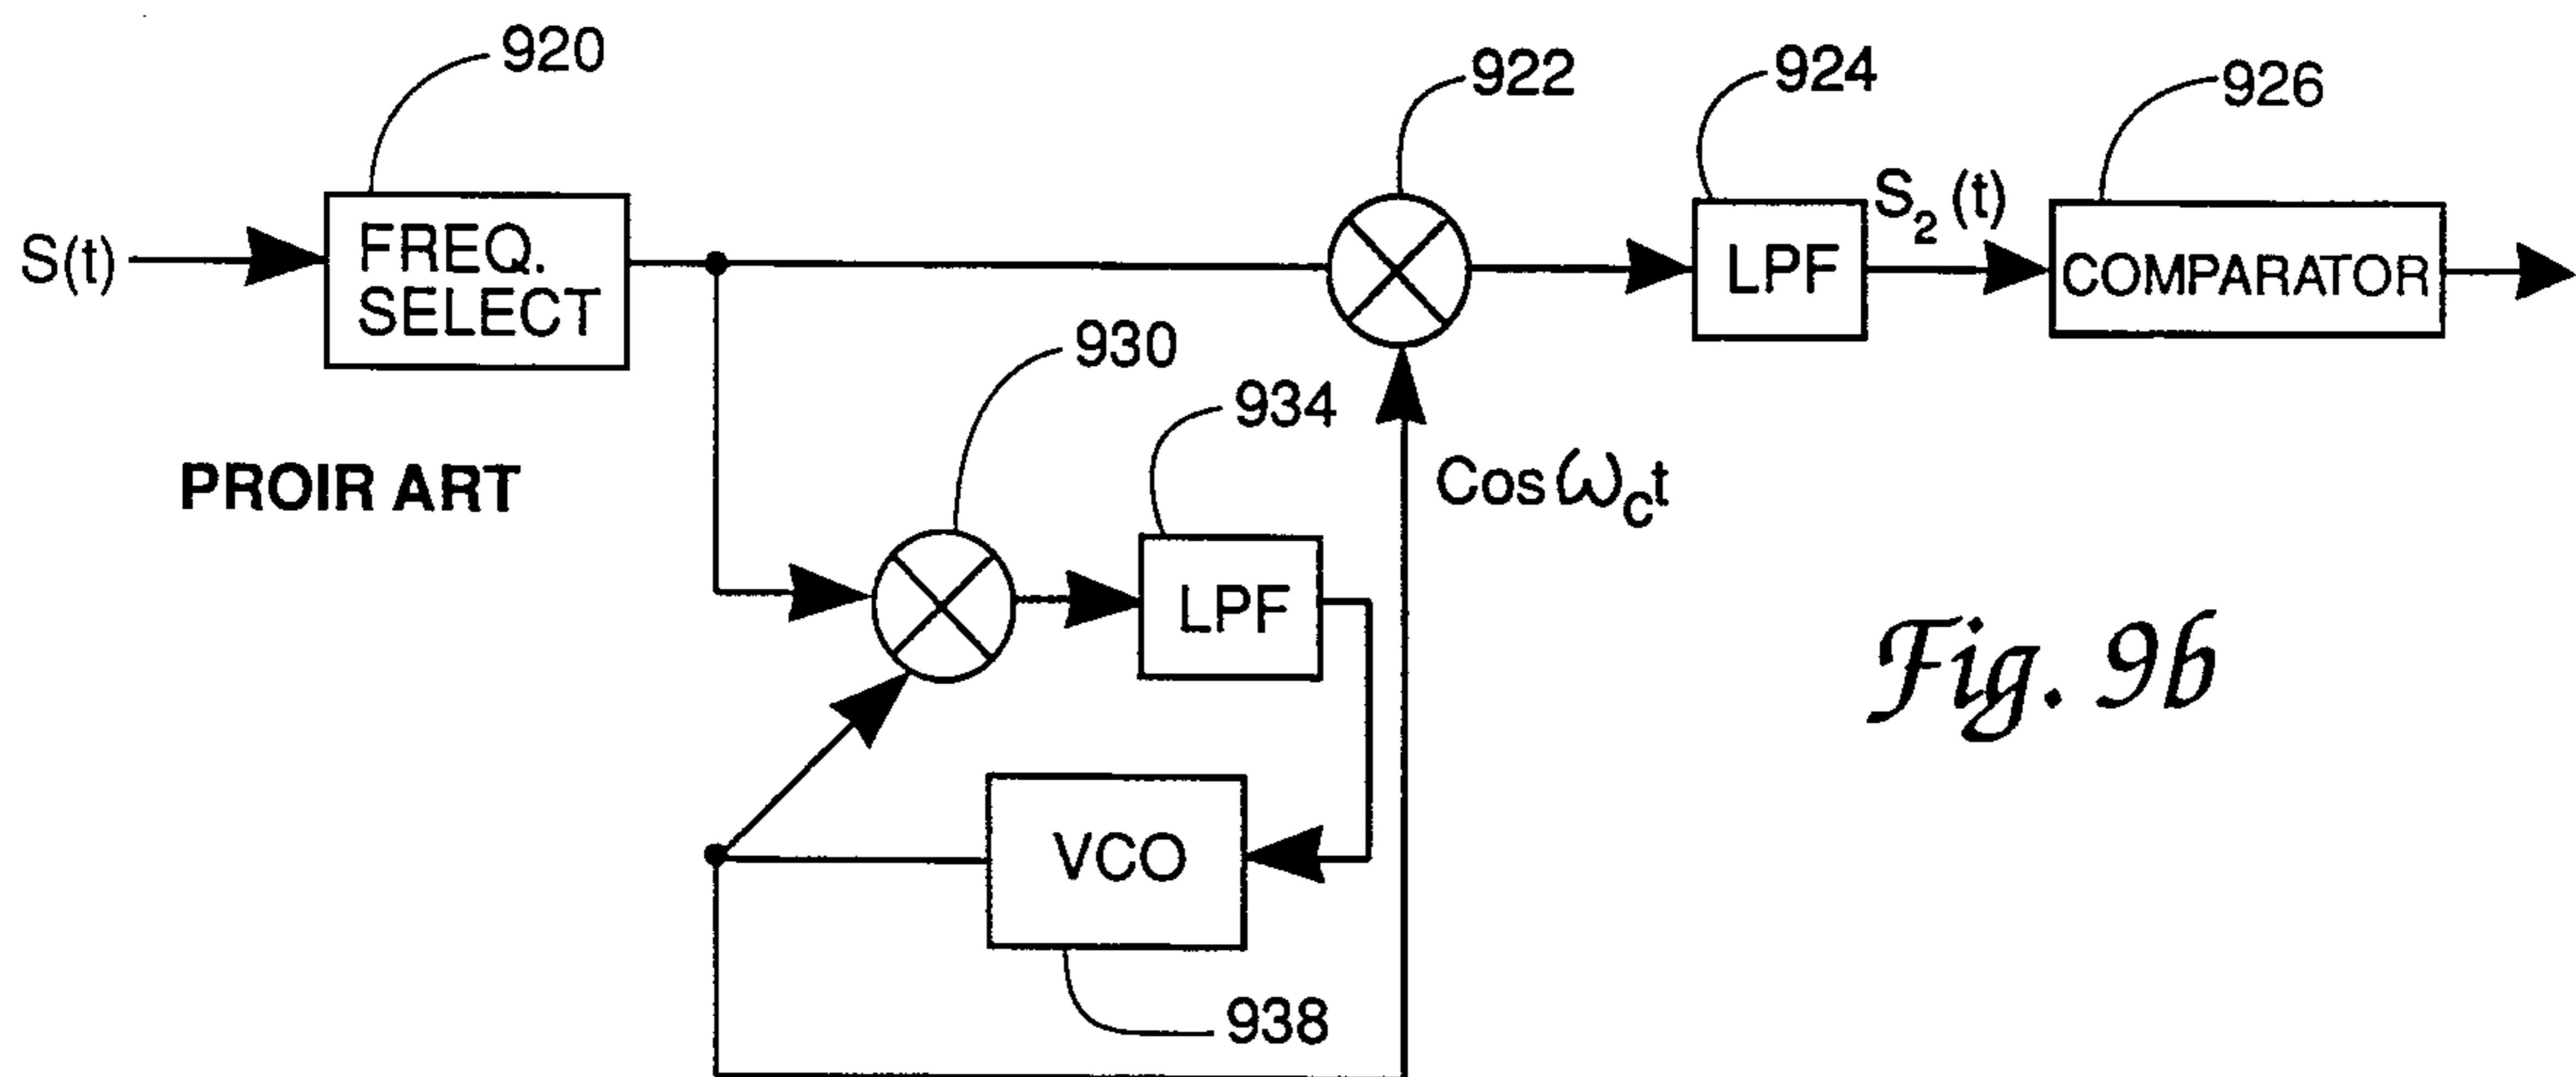 920
922
924
926
S(t)
FREQ.
SELECT
LPF
S₂ (t)
COMPARATOR
930
934
PROIR ART
Cos ω_c t
LPF
Fig. 9b
VCO
938